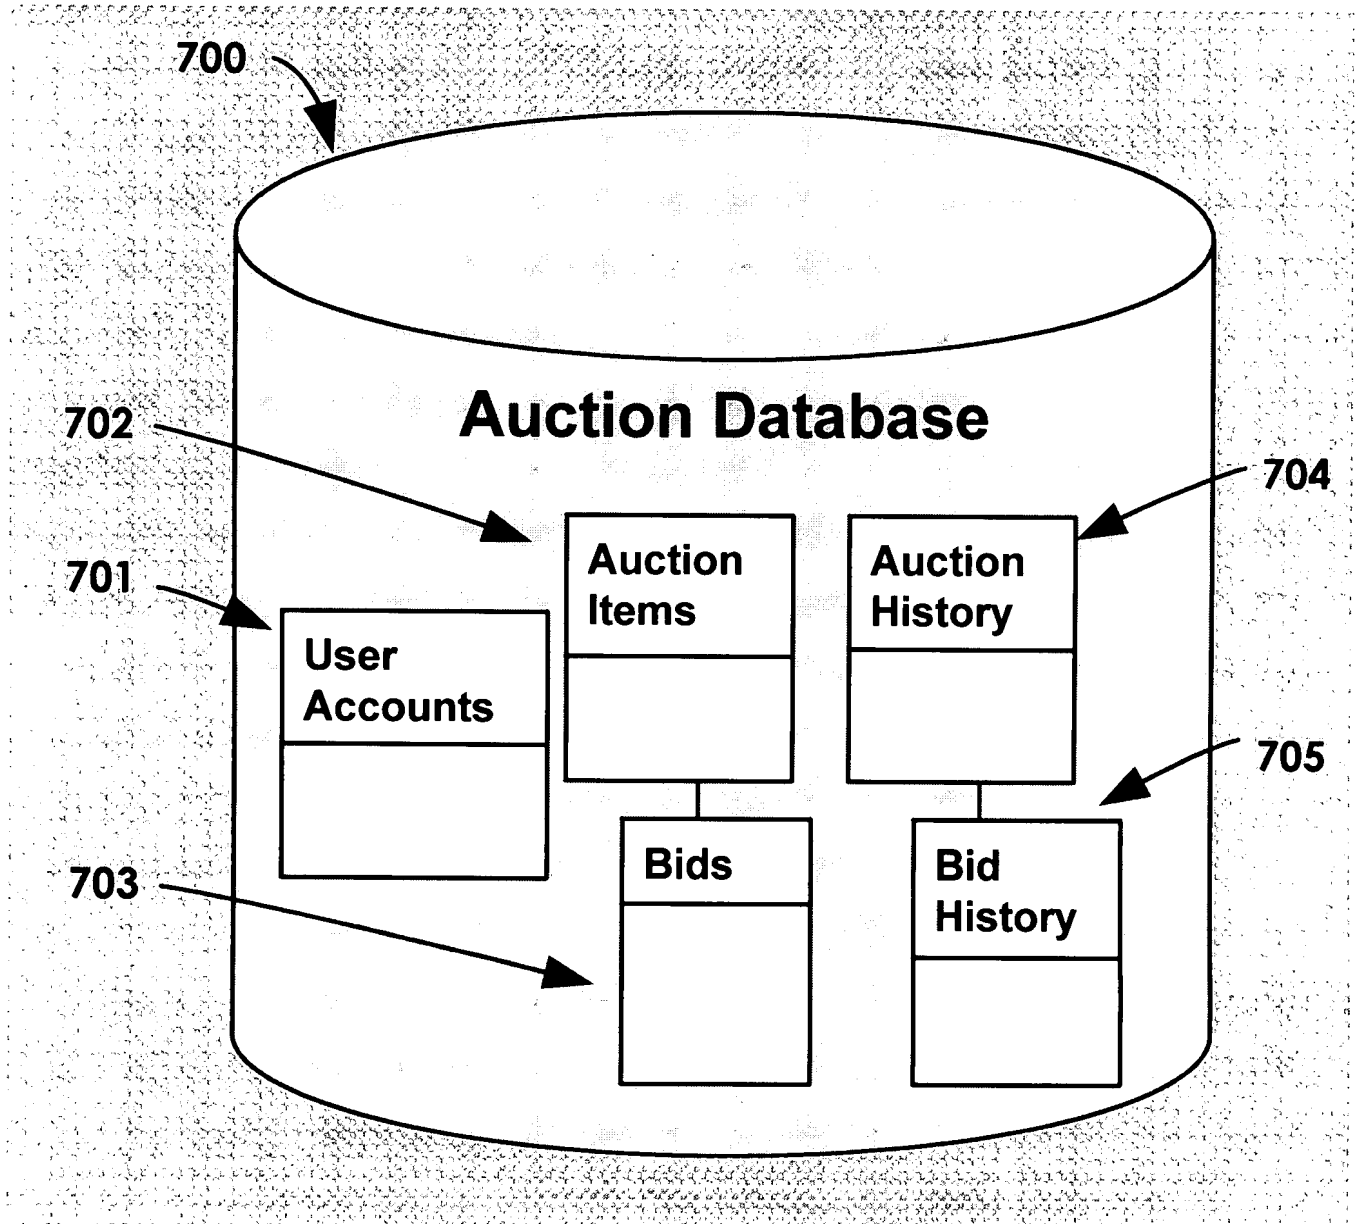 700
Auction Database
702
704
Auction
Items
Auction
History
701
User
Accounts
705
703
Bids
Bid
History